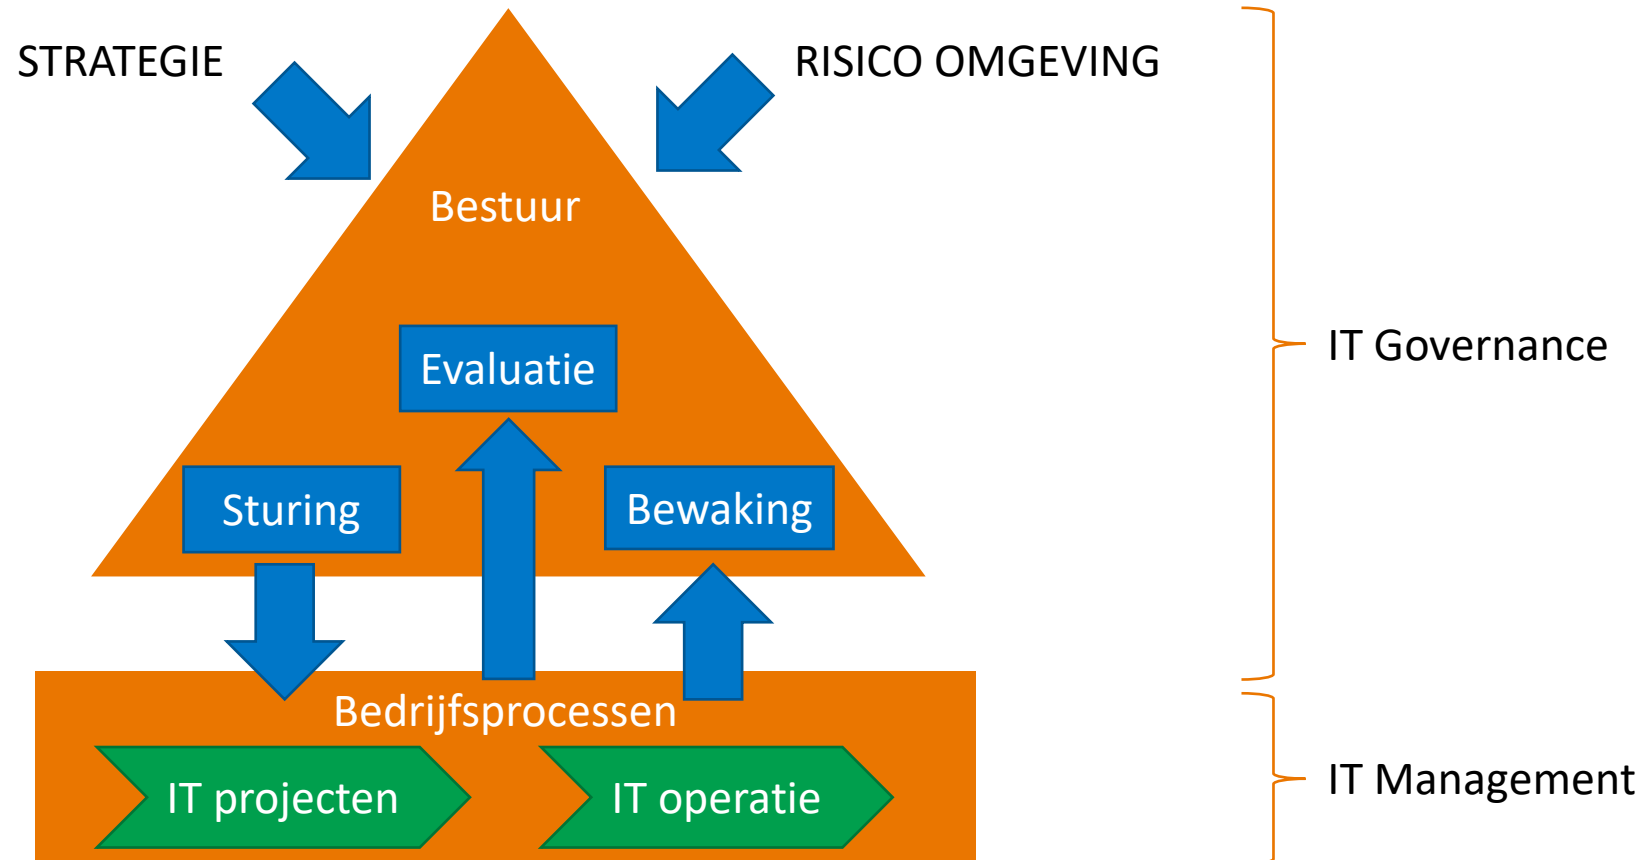 STRATEGIE
RISICO OMGEVING
Bestuur
Evaluatie
Sturing
Bewaking
IT Governance
Bedrijfsprocessen
IT projecten
IT operatie
IT Management